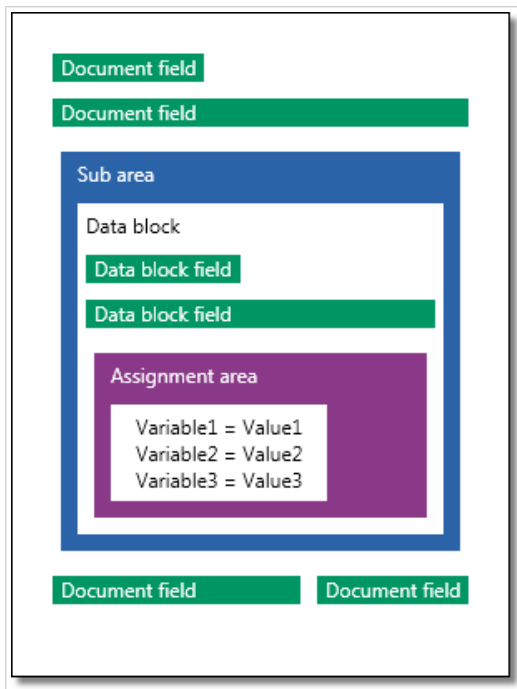 Document field
Document field
Sub area
Data block
Data block field
Data block field
Assignment area
Variable1 = Value1
Variable2 = Value2
Variable3 = Value3
Document field Document field